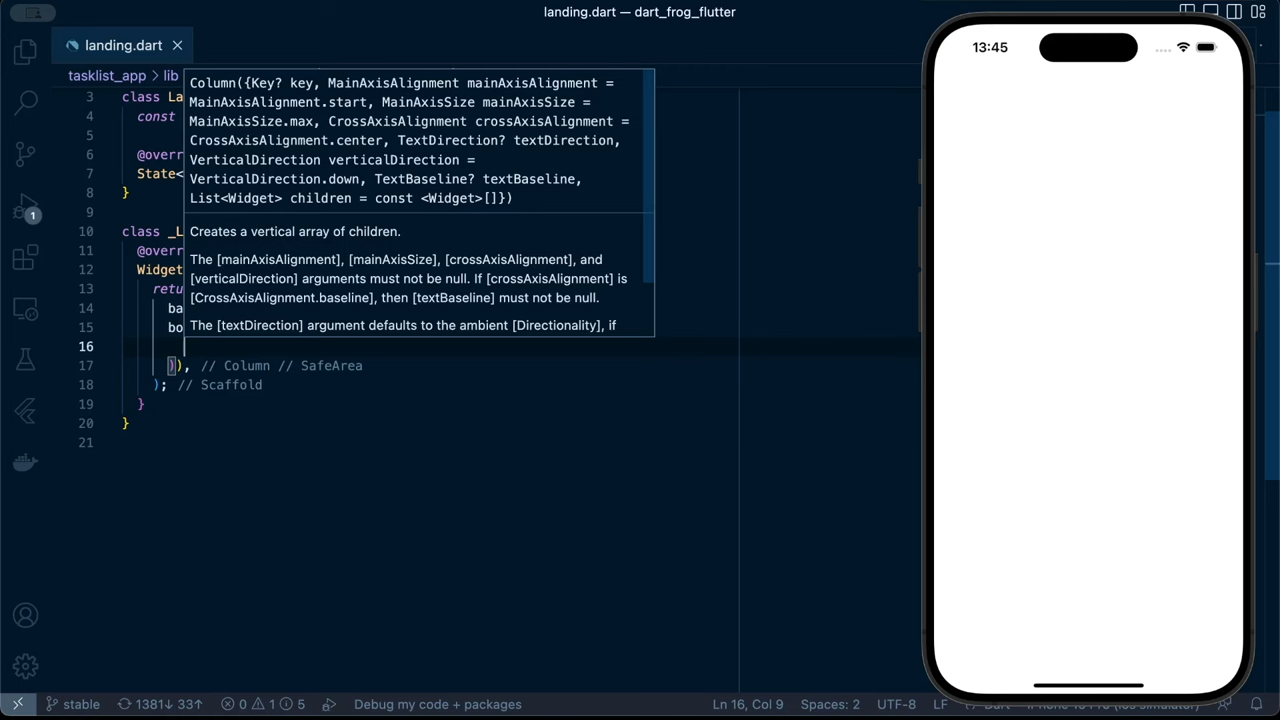 landing.dart — dart_frog_flutter
landing.dart
tasklist_app > lib
Column({Key? key, MainAxisAlignment mainAxisAlignment =
MainAxisAlignment.start, MainAxisSize mainAxisSize =
MainAxisSize.max, CrossAxisAlignment crossAxisAlignment =
CrossAxisAlignment.center, TextDirection? textDirection,
VerticalDirection verticalDirection =
VerticalDirection.down, TextBaseline? textBaseline,
List<Widget> children = const <Widget>[]})
Creates a vertical array of children.
The [mainAxisAlignment], [mainAxisSize], [crossAxisAlignment], and
[verticalDirection] arguments must not be null. If [crossAxisAlignment] is
[CrossAxisAlignment.baseline], then [textBaseline] must not be null.
The [textDirection] argument defaults to the ambient [Directionality], if
3 class La
4 const
5
6 @overr
7 State<
8 }
9
10 class _L
11 @overr
12 Widget
13 retu
14 ba
15 bo
16
17 )), // Column // SafeArea
18 ); // Scaffold
19 }
20 }
21
1
13:45
stable
1381↓ 33↑
0 1 5
Debug my code + packages
Ln 16, Col 9
Spaces: 2
UTF-8
LF